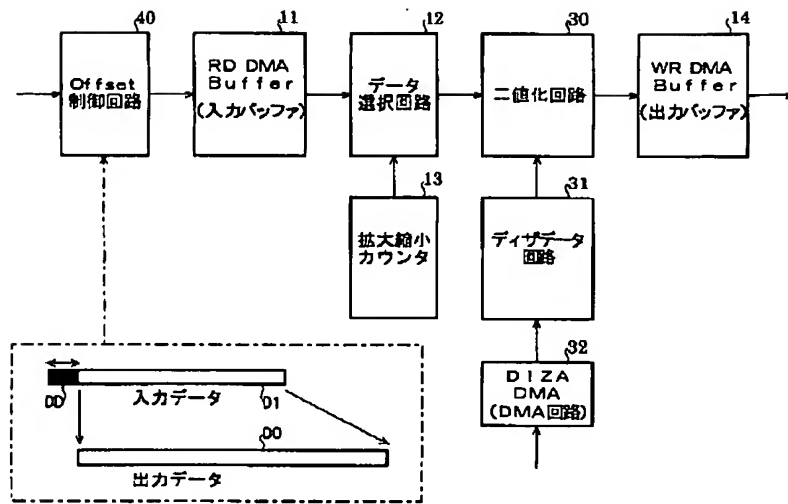 40
Offset
制御回路
11
RD DMA
Buffer
(入力バッファ)
12
データ
選択回路
30
二値化回路
14
WR DMA
Buffer
(出力バッファ)
13
拡大縮小
カウンタ
31
ディザデータ
回路
32
DIZA
DMA
(DMA回路)
DD
入力データ
D1
DO
出力データ